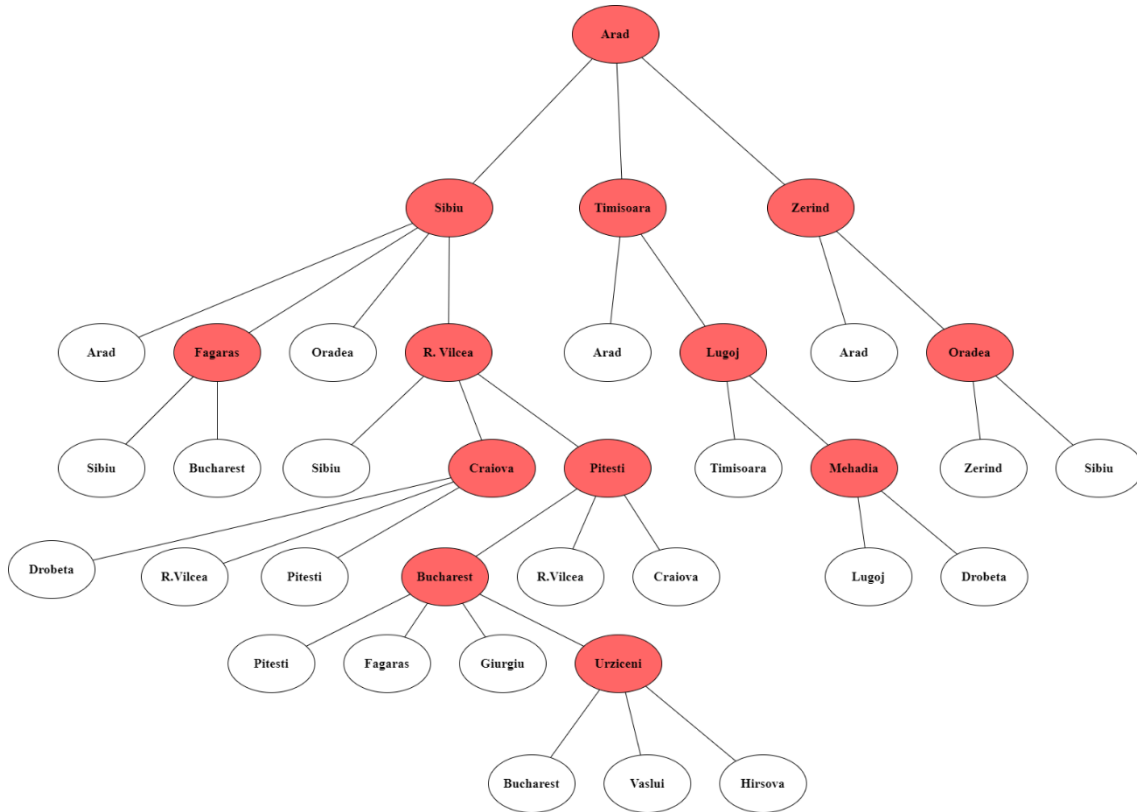 Arad
Sibiu
Timisoara
Zerind
Arad
Fagaras
Oradea
R. Vilcea
Arad
Lugoj
Arad
Oradea
Sibiu
Bucharest
Sibiu
Craiova
Pitesti
Timisoara
Mehadia
Zerind
Sibiu
Drobeta
R.Vilcea
Pitesti
Bucharest
R.Vilcea
Craiova
Lugoj
Drobeta
Pitesti
Fagaras
Giurgiu
Urziceni
Bucharest
Vaslui
Hirsova